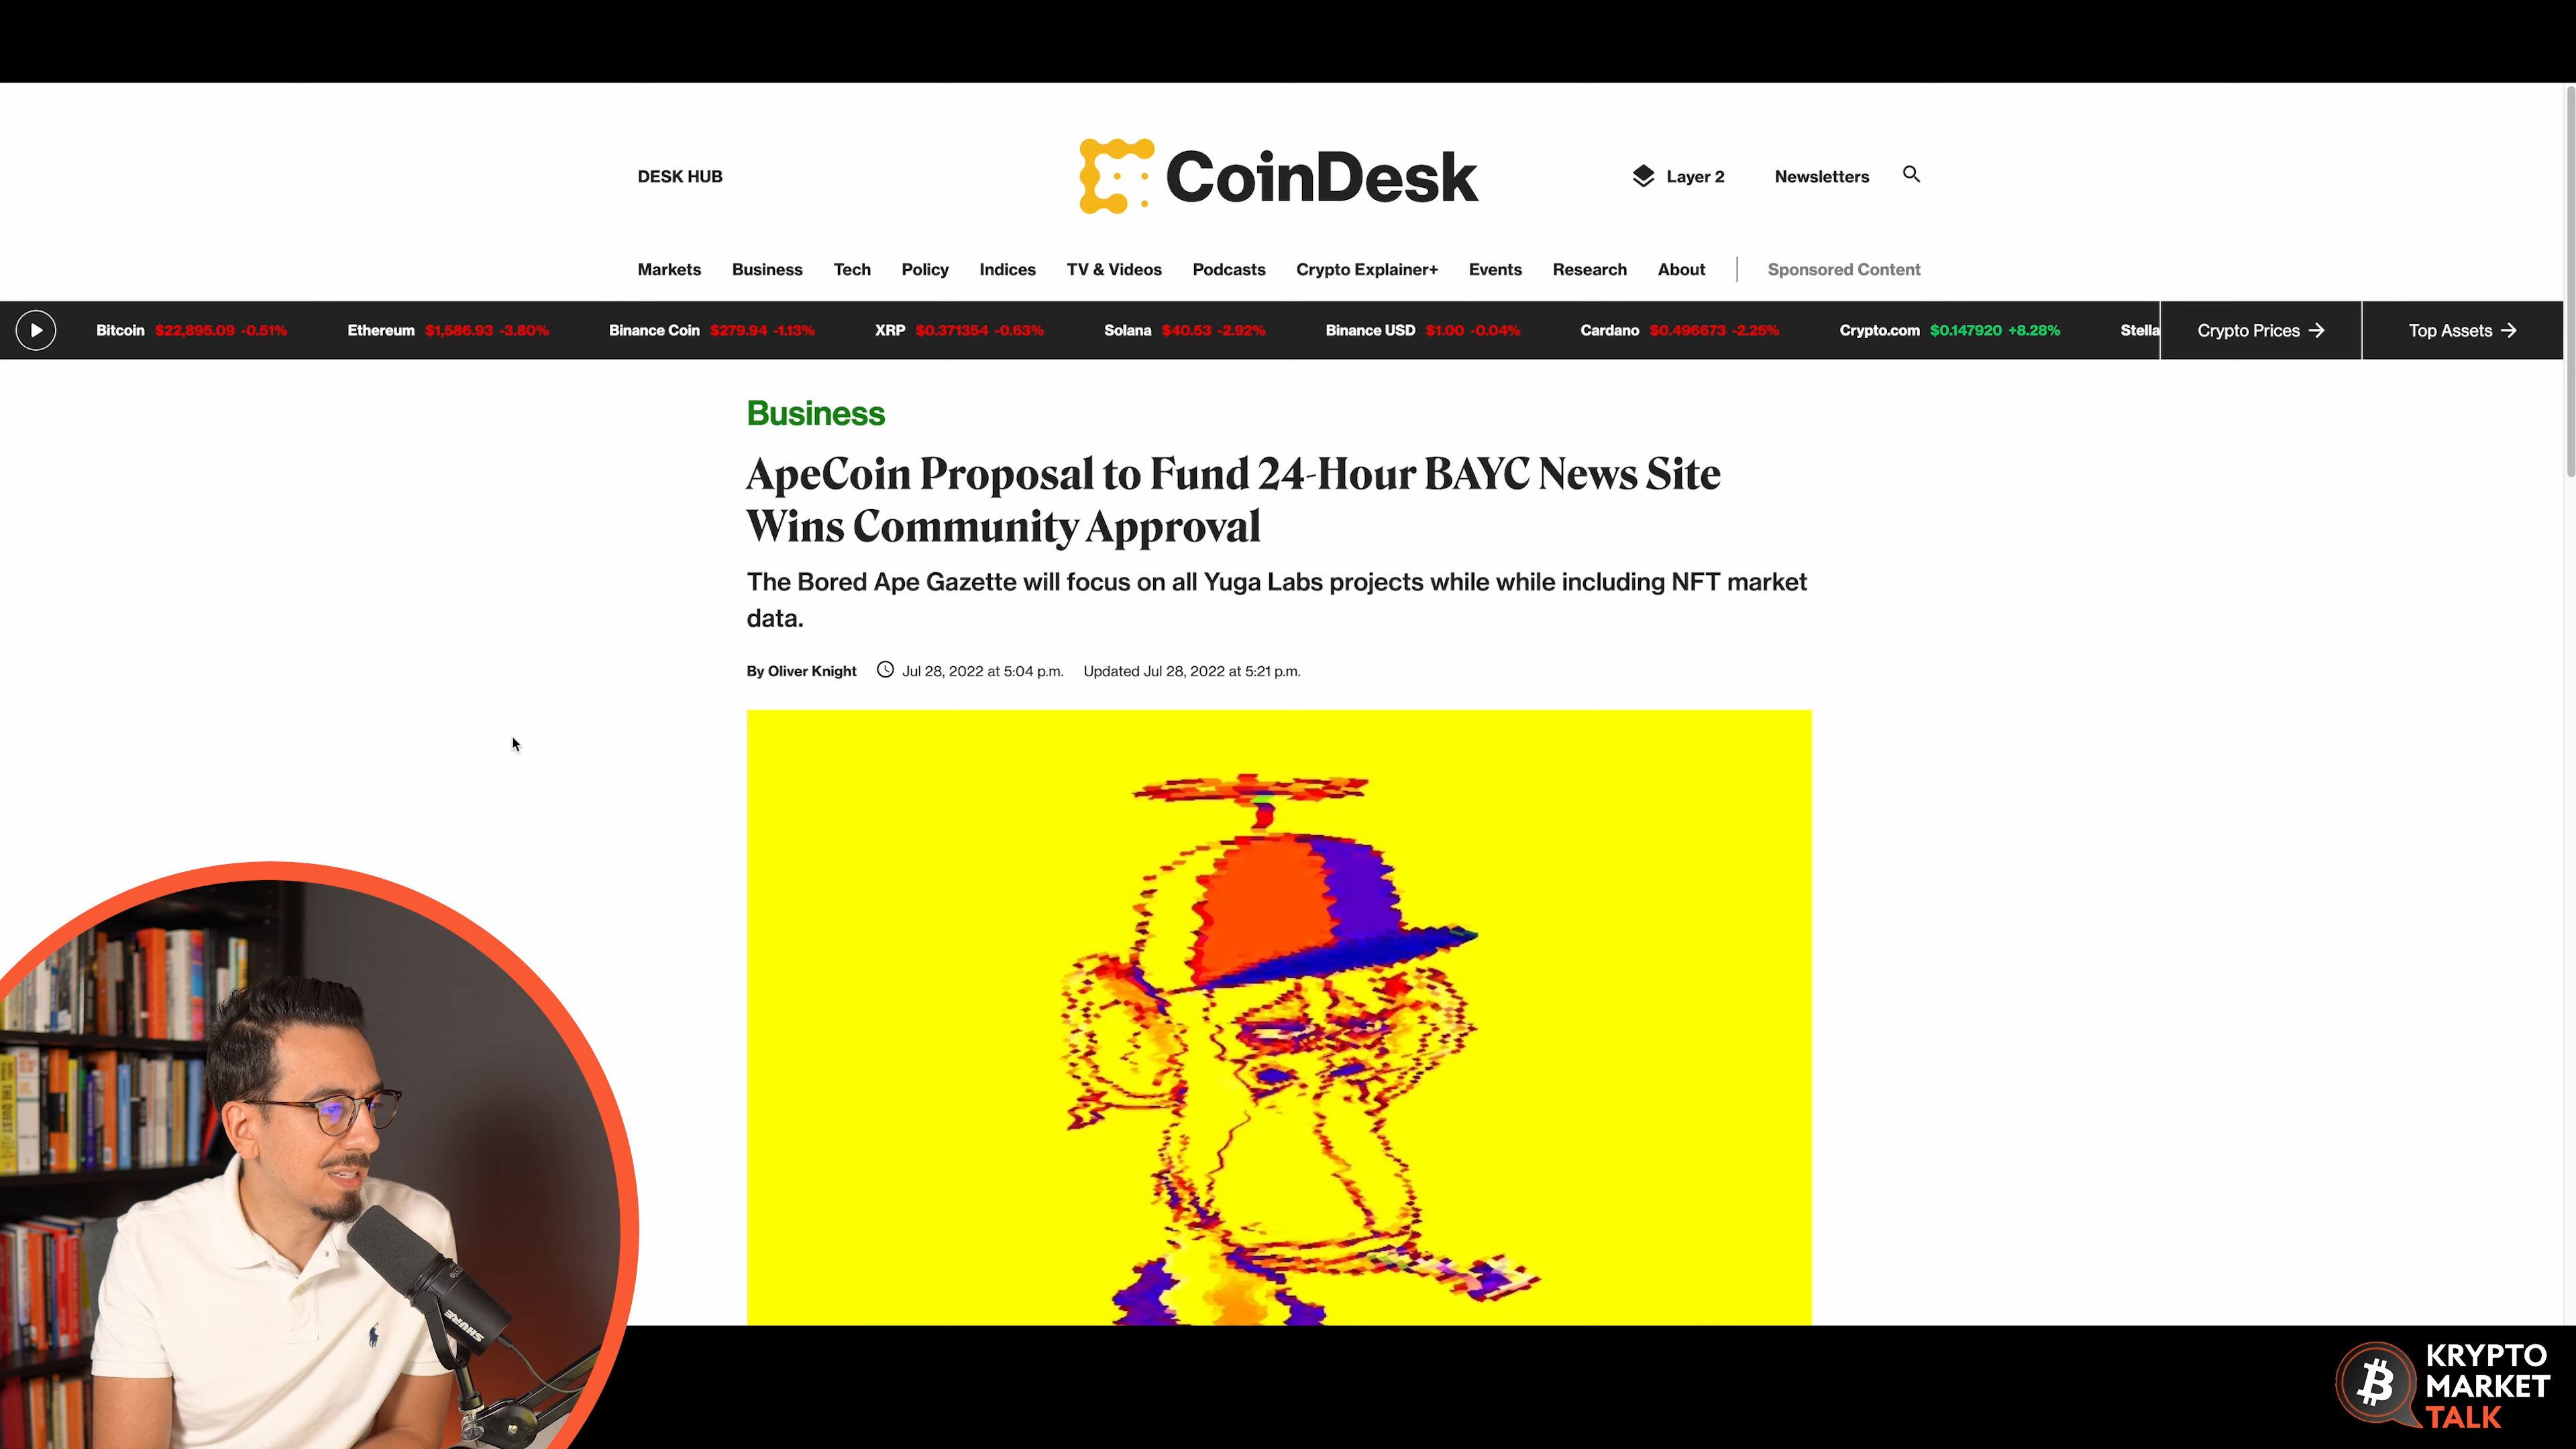 DESK HUB
CoinDesk
Layer 2
Newsletters
Markets Business Tech Policy Indices TV & Videos Podcasts Crypto Explainer+ Events Research About Sponsored Content
Bitcoin $22,895.09 -0.51% Ethereum $1,586.93 -3.80% Binance Coin $279.94 -1.13% XRP $0.371354 -0.63% Solana $40.53 -2.92% Binance USD $1.00 -0.04% Cardano $0.496673 -2.25% Crypto.com $0.147920 +8.28% Stella Crypto Prices → Top Assets →
Business
ApeCoin Proposal to Fund 24-Hour BAYC News Site
Wins Community Approval
The Bored Ape Gazette will focus on all Yuga Labs projects while while including NFT market
data.
By Oliver Knight Jul 28, 2022 at 5:04 p.m. Updated Jul 28, 2022 at 5:21 p.m.
THE QUEST
SHURE
KRYPTO
MARKET
TALK